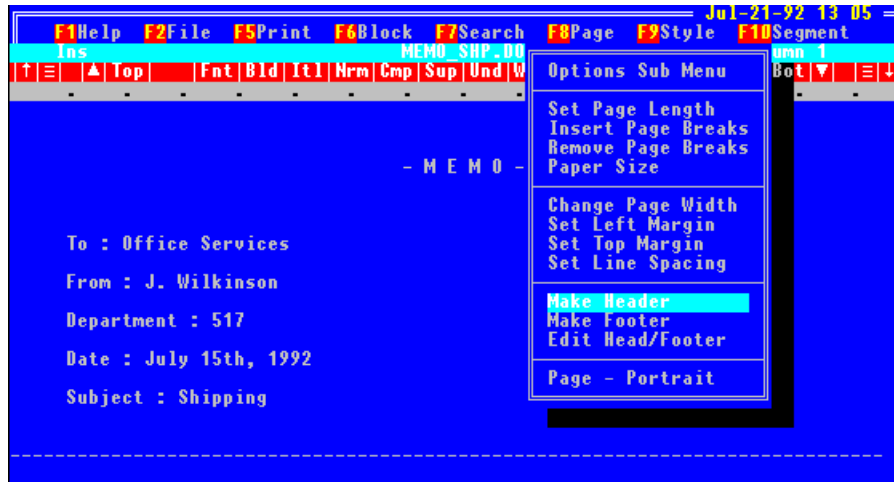 Jul-21-92 13 05
F1Help F2File F5Print F6Block F7Search F8Page F9Style F10Segment
Ins MEMO_SHP.DO umn 1
↑ ≡ ▲ Top Fnt Bld Itl Nrm Cmp Sup Und W Bot ▼ ≡ ↓
Options Sub Menu
Set Page Length
Insert Page Breaks
Remove Page Breaks
Paper Size
Change Page Width
Set Left Margin
Set Top Margin
Set Line Spacing
Make Header
Make Footer
Edit Head/Footer
Page - Portrait
- M E M O -
To : Office Services
From : J. Wilkinson
Department : 517
Date : July 15th, 1992
Subject : Shipping